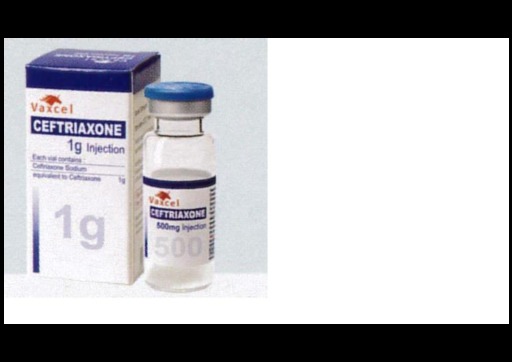 Vaxcel
CEFTRIAXONE
1g Injection
Each vial contains :
Ceftriaxone Sodium
equivalent to Ceftriaxone 1g
1g
Vaxcel
CEFTRIAXONE
500mg Injection
500